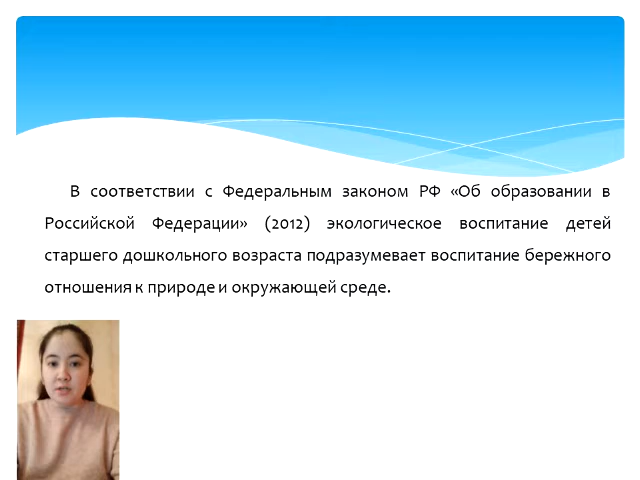 В соответствии с Федеральным законом РФ «Об образовании в
Российской Федерации» (2012) экологическое воспитание детей
старшего дошкольного возраста подразумевает воспитание бережного
отношения к природе и окружающей среде.